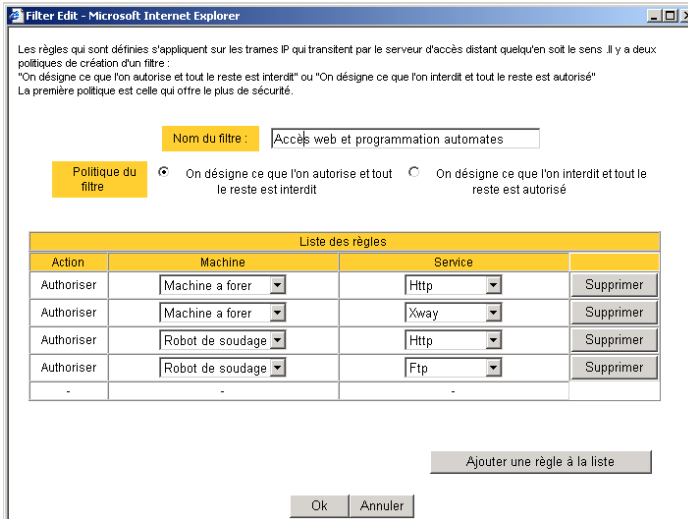 Filter Edit - Microsoft Internet Explorer
Les règles qui sont définies s'appliquent sur les trames IP qui transitent par le serveur d'accès distant quelqu'en soit le sens .Il y a deux
politiques de création d'un filtre :
"On désigne ce que l'on autorise et tout le reste est interdit" ou "On désigne ce que l'on interdit et tout le reste est autorisé"
La première politique est celle qui offre le plus de sécurité.
Nom du filtre : Accès web et programmation automates
Politique du filtre
On désigne ce que l'on autorise et tout le reste est interdit
On désigne ce que l'on interdit et tout le reste est autorisé
Liste des règles
Action Machine Service
Authoriser Machine a forer Http Supprimer
Authoriser Machine a forer Xway Supprimer
Authoriser Robot de soudage Http Supprimer
Authoriser Robot de soudage Ftp Supprimer
- - -
Ajouter une règle à la liste
Ok Annuler